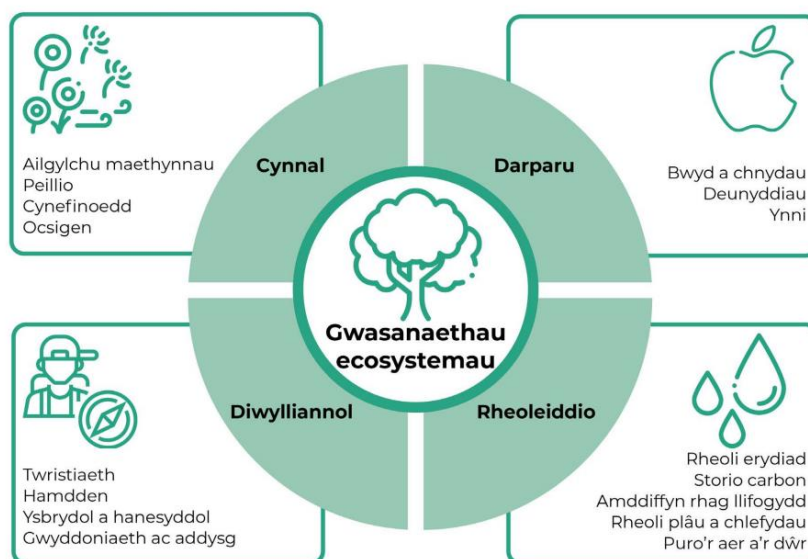 Ailgylchu maethynnau
Peillio
Cynefinoedd
Ocsigen
Cynnal
Darparu
Bwyd a chnydau
Deunyddiau
Ynni
Gwasanaethau
ecosystemau
Diwylliannol
Rheoleiddio
Twristiaeth
Hamdden
Ysbrydol a hanesyddol
Gwyddoniaeth ac addysg
Rheoli erydiad
Storio carbon
Amddiffyn rhag llifogydd
Rheoli plâu a chlefydau
Puro’r aer a’r dŵr